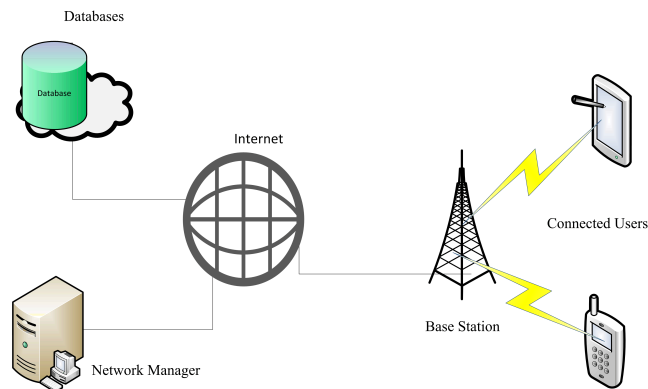 Databases
Database
Internet
Connected Users
Base Station
Network Manager